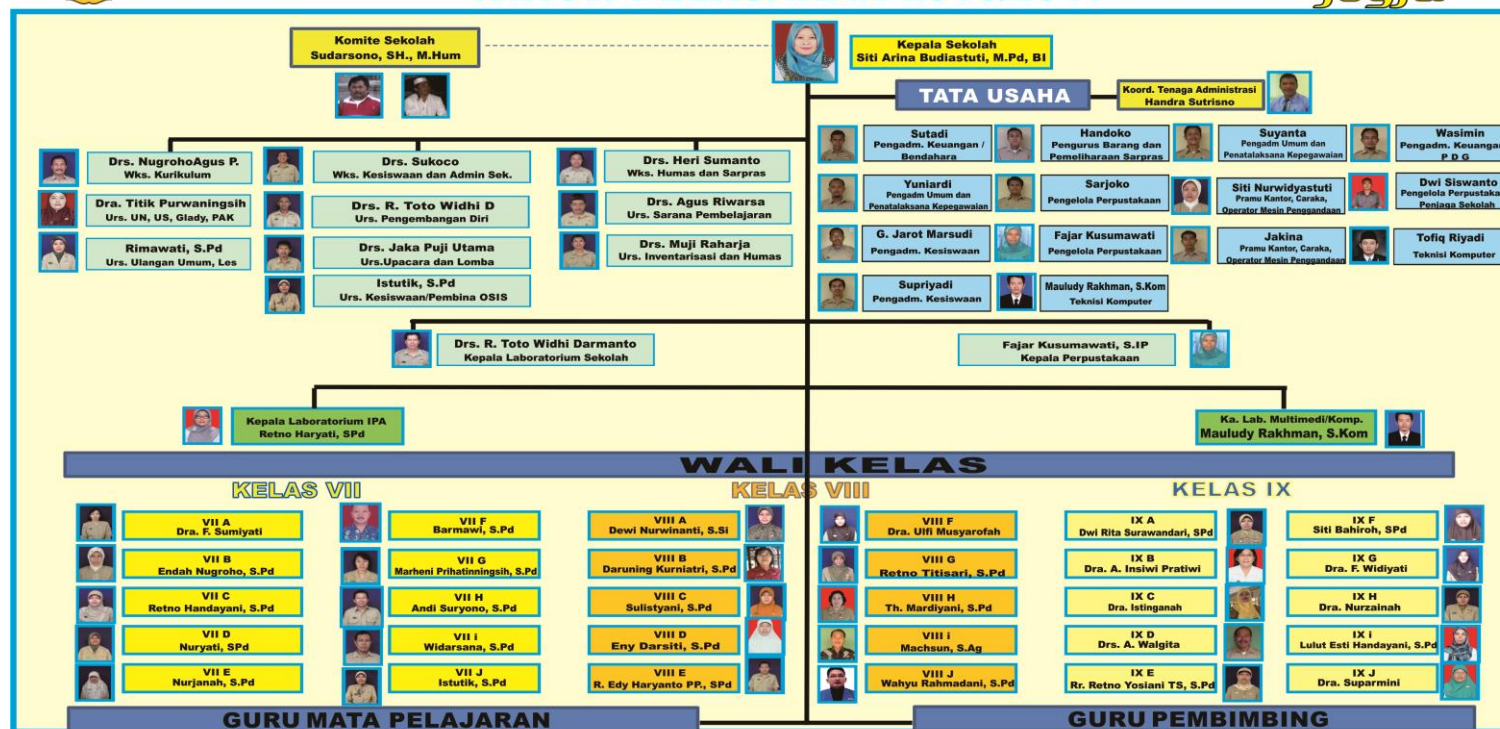 Jogja
Komite Sekolah
Sudarsono, SH., M.Hum
Kepala Sekolah
Siti Arina Budiastuti, M.Pd, BI
TATA USAHA
Koord. Tenaga Administrasi
Handra Sutrisno
Drs. NugrohoAgus P.
Wks. Kurikulum
Dra. Titik Purwaningsih
Urs. UN, US, Glady, PAK
Rimawati, S.Pd
Urs. Ulangan Umum, Les
Drs. Sukoco
Wks. Kesiswaan dan Admin Sek.
Drs. R. Toto Widhi D
Urs. Pengembangan Diri
Drs. Jaka Puji Utama
Urs.Upacara dan Lomba
Istutik, S.Pd
Urs. Kesiswaan/Pembina OSIS
Drs. Heri Sumanto
Wks. Humas dan Sarpras
Drs. Agus Riwarsa
Urs. Sarana Pembelajaran
Drs. Muji Raharja
Urs. Inventarisasi dan Humas
Sutadi
Pengadm. Keuangan /
Bendahara
Handoko
Pengurus Barang dan
Pemeliharaan Sarpras
Suyanta
Pengadm Umum dan
Penatalaksana Kepegawaian
Wasimin
Pengadm. Keuangan
P D G
Yuniardi
Pengadm Umum dan
Penatalaksana Kepegawaian
Sarjoko
Pengelola Perpustakaan
Siti Nurwidyastuti
Pramu Kantor, Caraka,
Operator Mesin Penggandaan
Dwi Siswanto
Pengelola Perpustaka
Penjaga Sekolah
G. Jarot Marsudi
Pengadm. Kesiswaan
Fajar Kusumawati
Pengelola Perpustakaan
Jakina
Pramu Kantor, Caraka,
Operator Mesin Penggandaan
Tofiq Riyadi
Teknisi Komputer
Supriyadi
Pengadm. Kesiswaan
Mauludy Rakhman, S.Kom
Teknisi Komputer
Drs. R. Toto Widhi Darmanto
Kepala Laboratorium Sekolah
Fajar Kusumawati, S.IP
Kepala Perpustakaan
Kepala Laboratorium IPA
Retno Haryati, SPd
Ka. Lab. Multimedi/Komp.
Mauludy Rakhman, S.Kom
WALI KELAS
KELAS VII
KELAS VIII
KELAS IX
VII A
Dra. F. Sumiyati
VII B
Endah Nugroho, S.Pd
VII C
Retno Handayani, S.Pd
VII D
Nuryati, SPd
VII E
Nurjanah, S.Pd
VII F
Barmawi, S.Pd
VII G
Marheni Prihatinningsih, S.Pd
VII H
Andi Suryono, S.Pd
VII i
Widarsana, S.Pd
VII J
Istutik, S.Pd
VIII A
Dewi Nurwinanti, S.Si
VIII B
Daruning Kurniatri, S.Pd
VIII C
Sulistyani, S.Pd
VIII D
Eny Darsiti, S.Pd
VIII E
R. Edy Haryanto PP., SPd
VIII F
Dra. Ulfi Musyarofah
VIII G
Retno Titisari, S.Pd
VIII H
Th. Mardiyani, S.Pd
VIII i
Machsun, S.Ag
VIII J
Wahyu Rahmadani, S.Pd
IX A
Dwi Rita Surawandari, SPd
IX B
Dra. A. Insiwi Pratiwi
IX C
Dra. Istinganah
IX D
Drs. A. Walgita
IX E
Rr. Retno Yosiani TS, S.Pd
IX F
Siti Bahiroh, SPd
IX G
Dra. F. Widiyati
IX H
Dra. Nurzainah
IX i
Lulut Esti Handayani, S.Pd
IX J
Dra. Suparmini
GURU MATA PELAJARAN
GURU PEMBIMBING